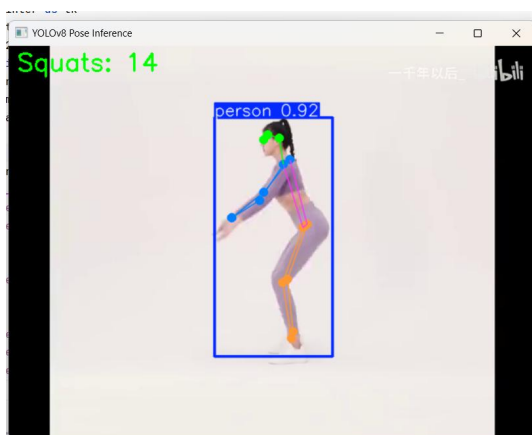 YOLOv8 Pose Inference
Squats: 14
一千年以后
bili
person 0.92